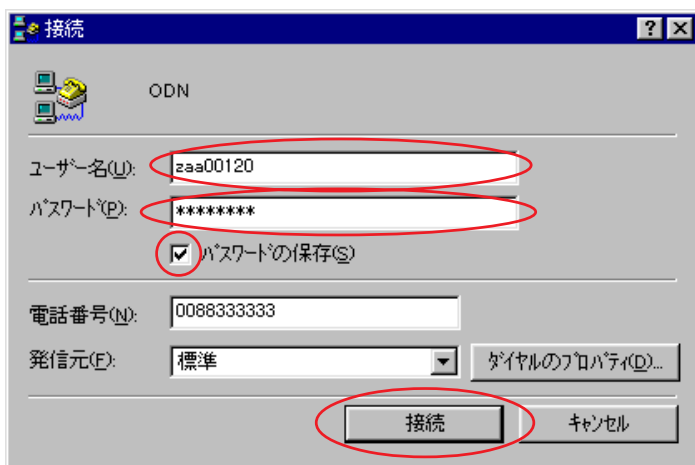 接続
ODN
ユーザー名(U): zaa00120
パスワード(P): ********
パスワードの保存(S)
電話番号(N): 0088333333
発信元(F): 標準 ダイヤルのプロパティ(D)...
接続 キャンセル